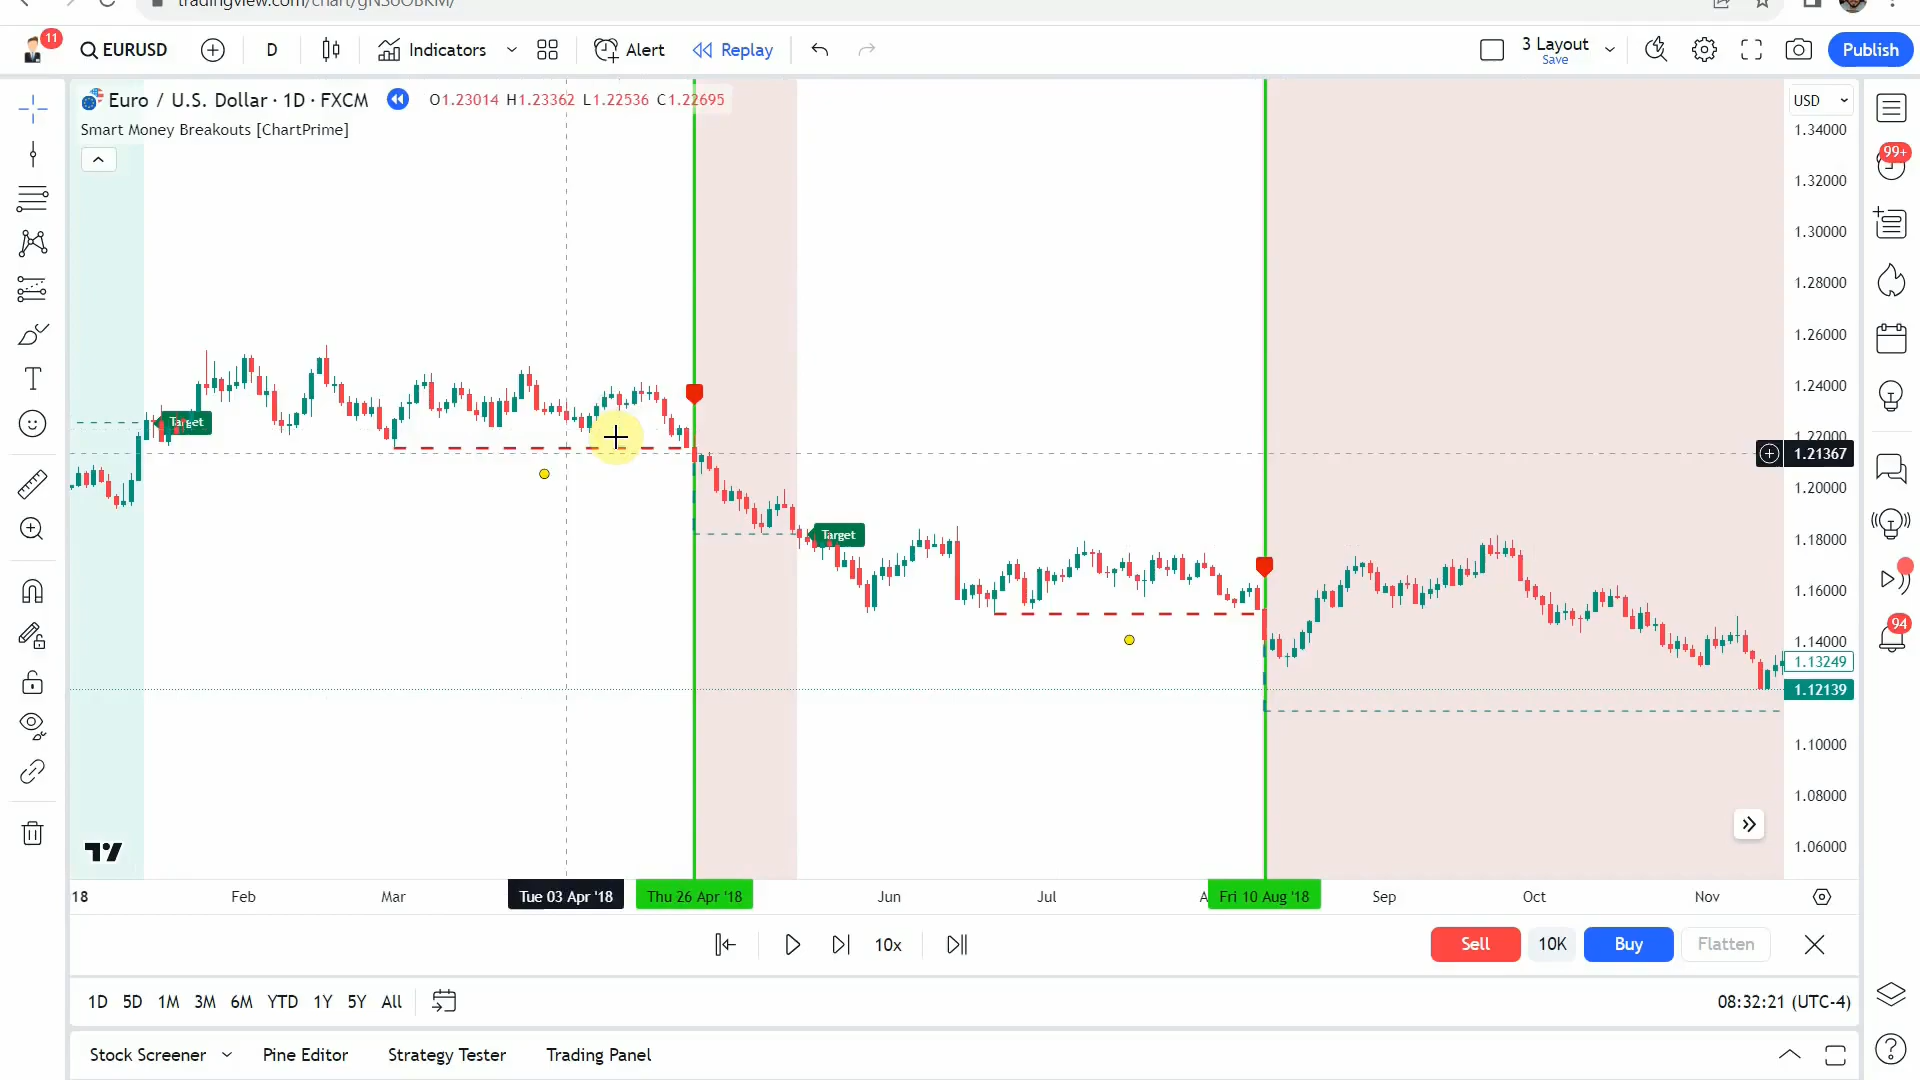 tradingview.com/chart/gNS6OBKM/
11
EURUSD
D
Indicators
Alert
Replay
3 Layout
Save
Publish
Euro / U.S. Dollar · 1D · FXCM
O1.23014 H1.23362 L1.22536 C1.22695
Smart Money Breakouts [ChartPrime]
USD
1.34000
99+
1.32000
1.30000
1.28000
1.26000
1.24000
Target
1.22000
1.21367
1.20000
Target
1.18000
1.16000
94
1.14000
1.13249
1.12139
1.10000
1.08000
1.06000
18
Feb
Mar
Tue 03 Apr '18
Thu 26 Apr '18
Jun
Jul
A
Fri 10 Aug '18
Sep
Oct
Nov
10x
Sell
10K
Buy
Flatten
1D 5D 1M 3M 6M YTD 1Y 5Y All
08:32:21 (UTC-4)
Stock Screener
Pine Editor
Strategy Tester
Trading Panel